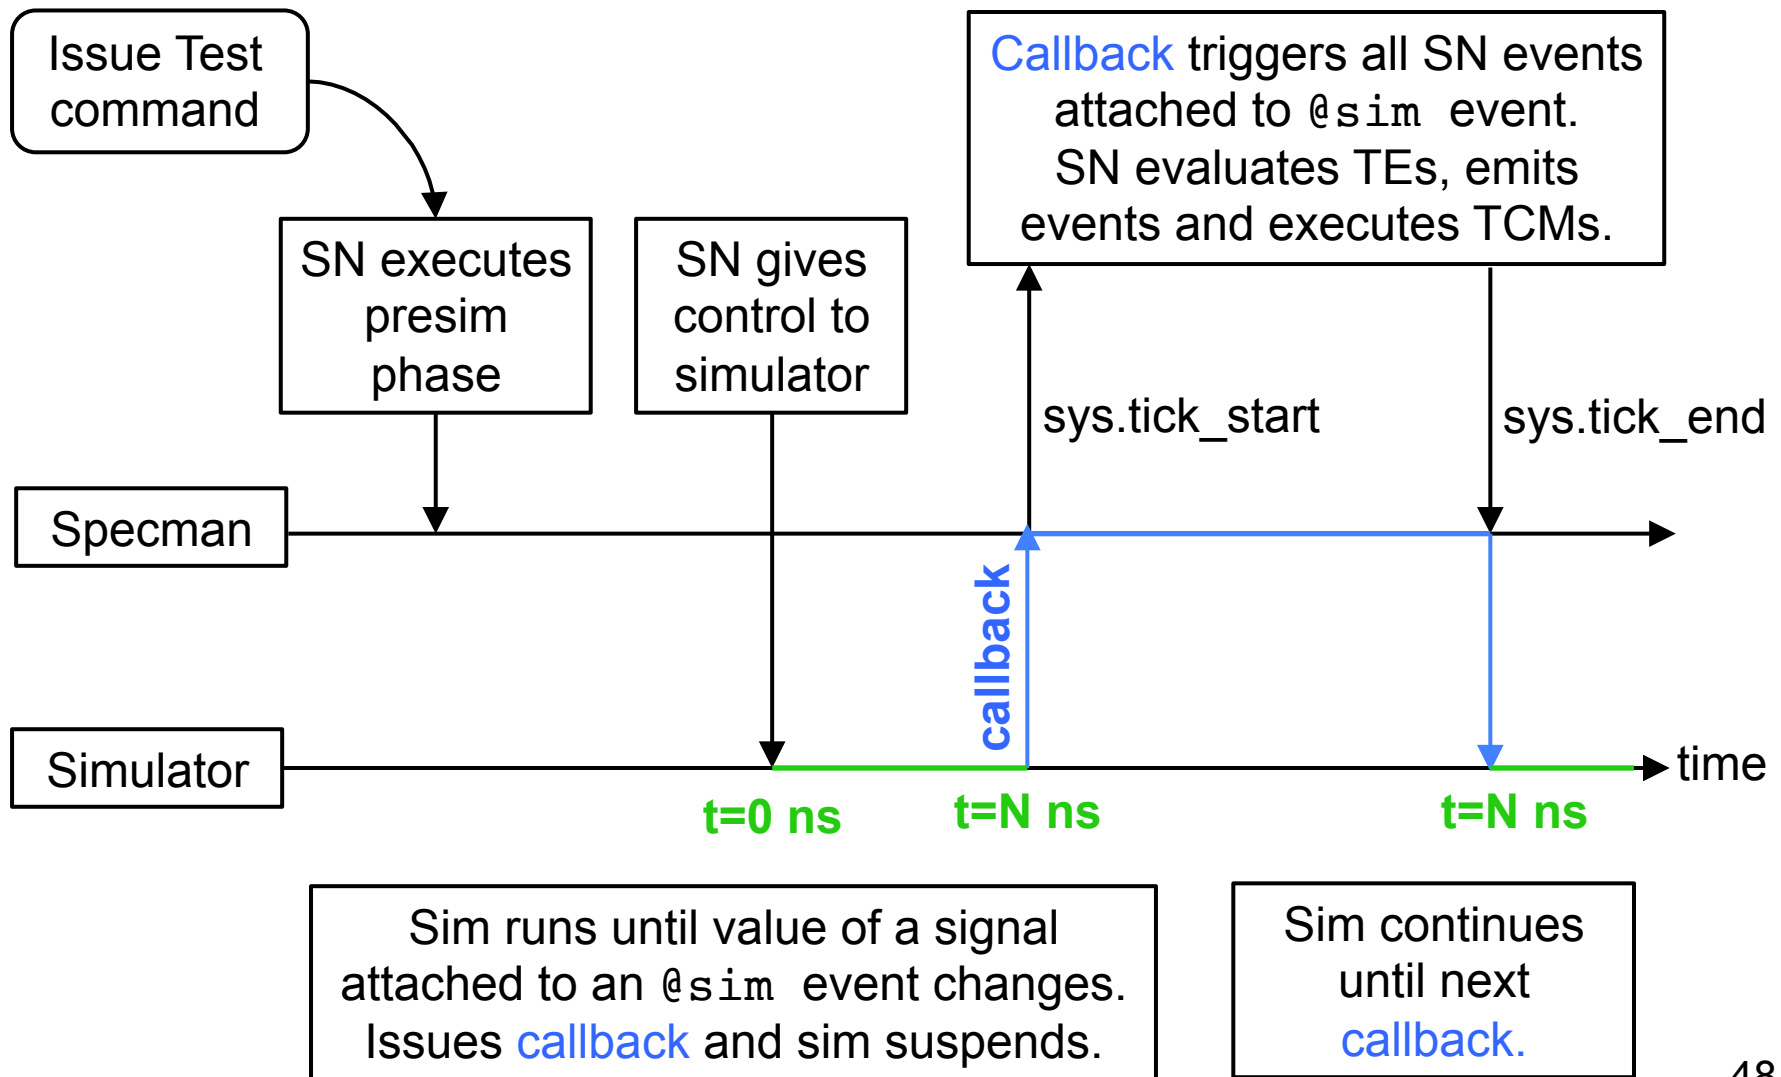 Issue Test
command
Callback triggers all SN events
attached to @sim event.
SN evaluates TEs, emits
events and executes TCMs.
SN executes
presim
phase
SN gives
control to
simulator
sys.tick_start
sys.tick_end
Specman
callback
Simulator
time
t=0 ns
t=N ns
t=N ns
Sim runs until value of a signal
attached to an @sim event changes.
Issues callback and sim suspends.
Sim continues
until next
callback.
48